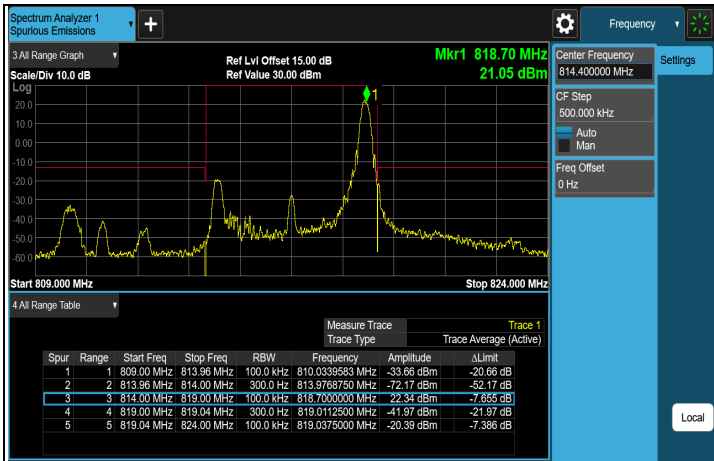 Spectrum Analyzer 1
Spurious Emissions
+
Frequency
3 All Range Graph
Ref Lvl Offset 15.00 dB
Mkr1 818.70 MHz
Scale/Div 10.0 dB
Ref Value 30.00 dBm
21.05 dBm
Log
1
20.0
10.0
0.00
-10.0
-20.0
-30.0
-40.0
-50.0
-60.0
Start 809.000 MHz
Stop 824.000 MHz
Center Frequency
814.400000 MHz
Settings
CF Step
500.000 kHz
Auto
Man
Freq Offset
0 Hz
4 All Range Table
Measure Trace Trace 1
Trace Type Trace Average (Active)
Spur Range Start Freq Stop Freq RBW Frequency Amplitude ΔLimit
1 1 809.00 MHz 813.96 MHz 100.0 kHz 810.0339583 MHz -33.66 dBm -20.66 dB
2 2 813.96 MHz 814.00 MHz 300.0 Hz 813.9768750 MHz -72.17 dBm -52.17 dB
3 3 814.00 MHz 819.00 MHz 100.0 kHz 818.7000000 MHz 22.34 dBm -7.655 dB
4 4 819.00 MHz 819.04 MHz 300.0 Hz 819.0112500 MHz -41.97 dBm -21.97 dB
5 5 819.04 MHz 824.00 MHz 100.0 kHz 819.0375000 MHz -20.39 dBm -7.386 dB
Local